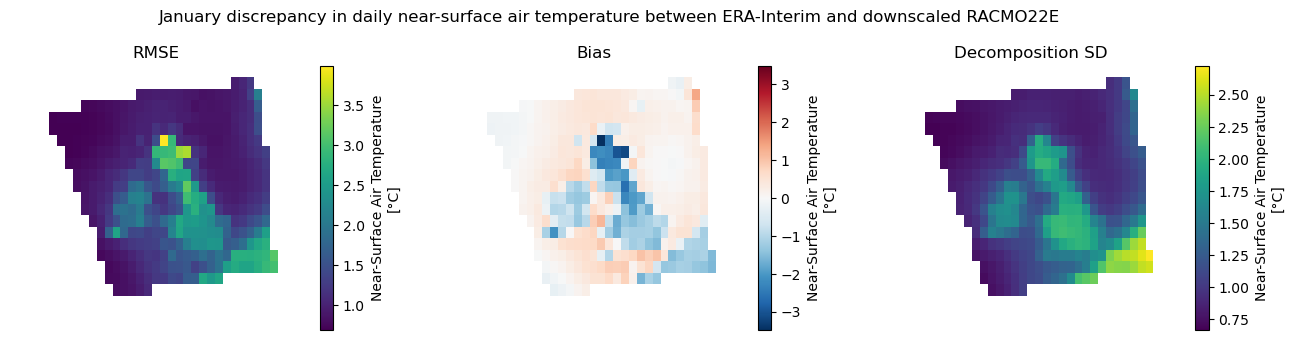 January discrepancy in daily near-surface air temperature between ERA-Interim and downscaled RACMO22E
RMSE
3.5
3.0
2.5
2.0
1.5
1.0
Near-Surface Air Temperature
[°C]
Bias
3
2
1
0
−1
−2
−3
Near-Surface Air Temperature
[°C]
Decomposition SD
2.50
2.25
2.00
1.75
1.50
1.25
1.00
0.75
Near-Surface Air Temperature
[°C]